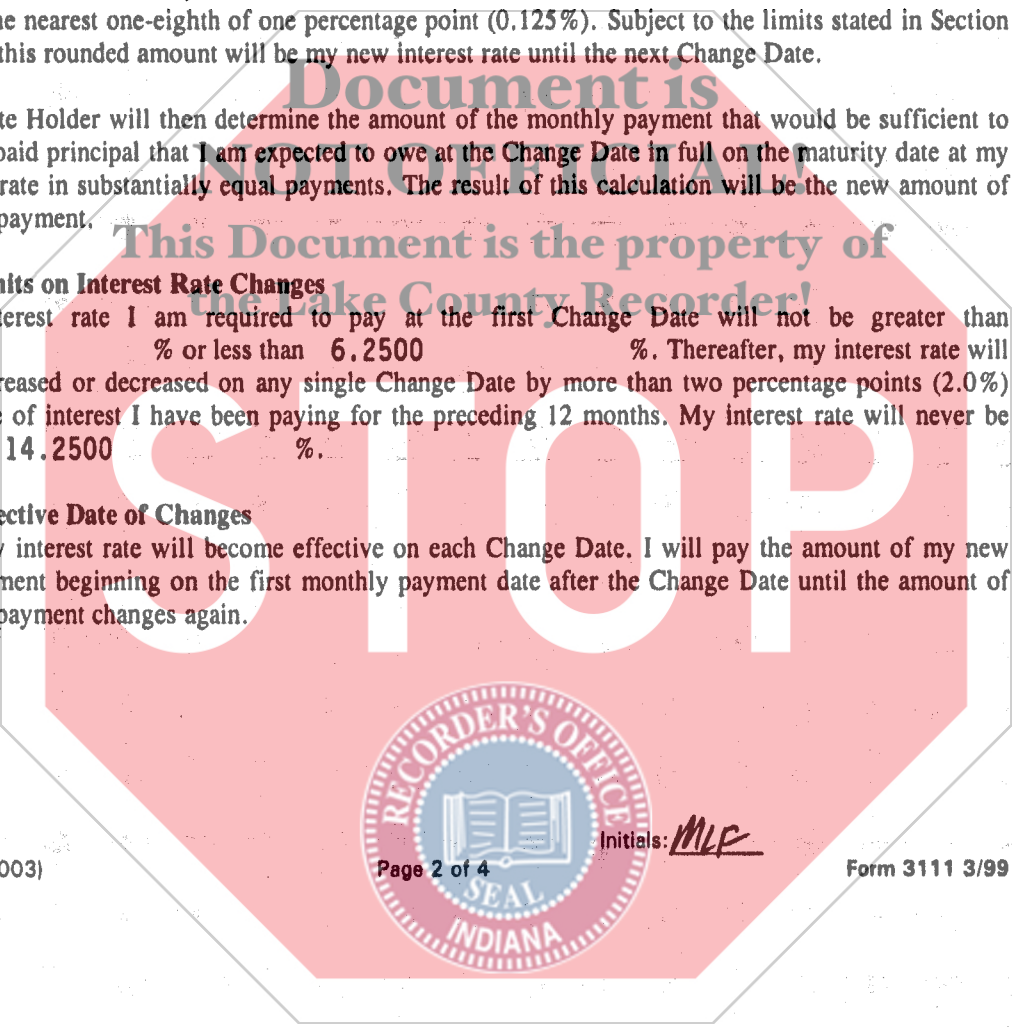 e nearest one-eighth of one percentage point (0.125%). Subject to the limits stated in Section
this rounded amount will be my new interest rate until the next Change Date.
Document is
te Holder will then determine the amount of the monthly payment that would be sufficient to
paid principal that I am expected to owe at the Change Date in full on the maturity date at my
NOT OFFICIAL!
rate in substantially equal payments. The result of this calculation will be the new amount of
payment.
This Document is the property of
nits on Interest Rate Changes
the Lake County Recorder!
terest rate I am required to pay at the first Change Date will not be greater than
% or less than 6.2500 %. Thereafter, my interest rate will
reased or decreased on any single Change Date by more than two percentage points (2.0%)
e of interest I have been paying for the preceding 12 months. My interest rate will never be
14.2500 %.
STOP
ective Date of Changes
interest rate will become effective on each Change Date. I will pay the amount of my new
ment beginning on the first monthly payment date after the Change Date until the amount of
payment changes again.
RECORDER'S OFFICE
Initials: MLF
003) Page 2 of 4 Form 3111 3/99
SEAL
INDIANA